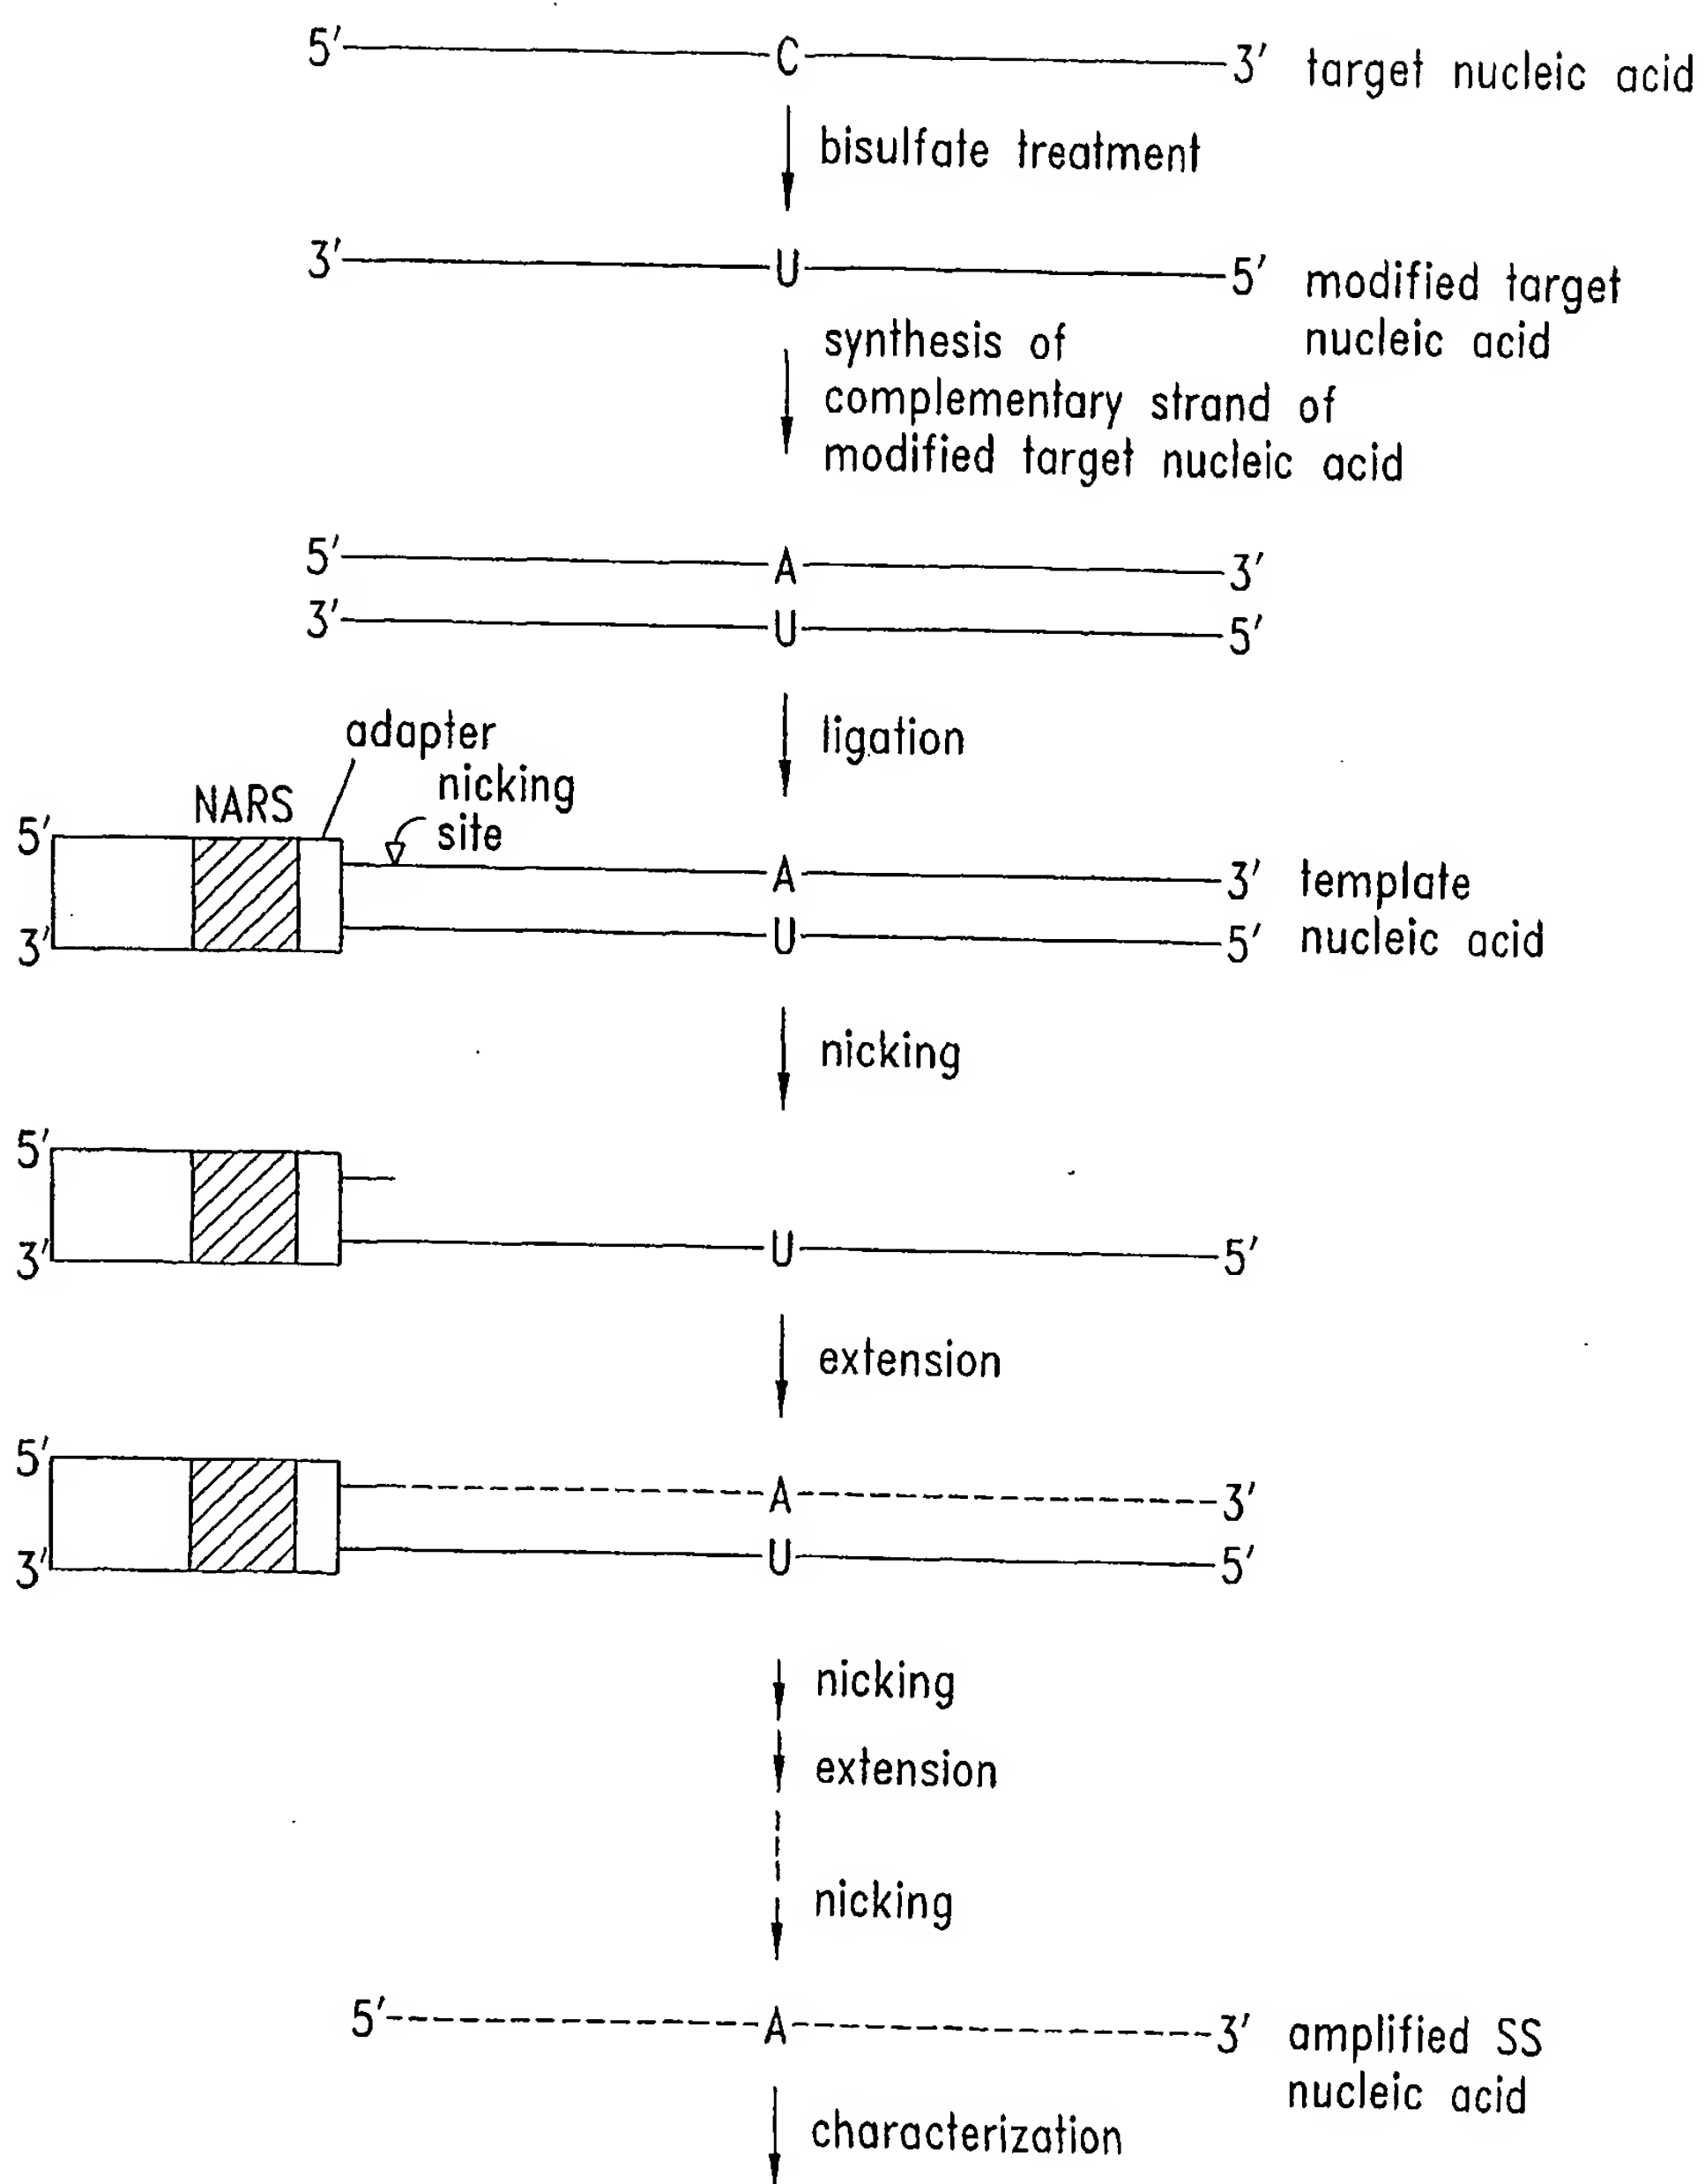 5' C 3' target nucleic acid
bisulfate treatment
3' U 5' modified target
nucleic acid
synthesis of
complementary strand of
modified target nucleic acid
5' A 3'
3' U 5'
ligation
adapter
nicking
site
NARS
5' A 3' template
3' U 5' nucleic acid
nicking
5'
3' U 5'
extension
5' A 3'
3' U 5'
nicking
extension
nicking
5' A 3' amplified SS
nucleic acid
characterization